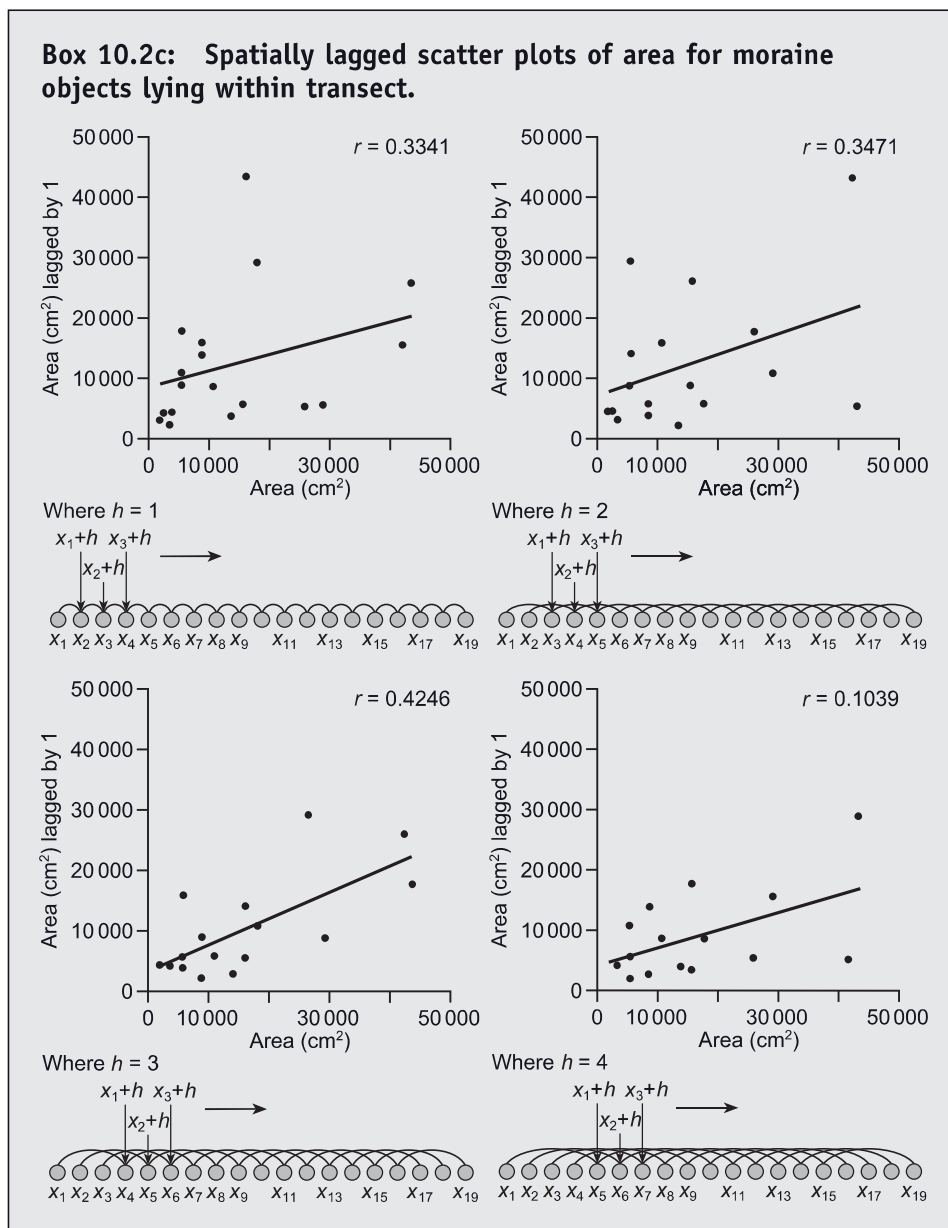 Box 10.2c: Spatially lagged scatter plots of area for moraine
objects lying within transect.
50 000
40 000
30 000
20 000
10 000
0
Area (cm²) lagged by 1
r = 0.3341
0 10 000 30 000 50 000
Area (cm²)
50 000
40 000
30 000
20 000
10 000
0
Area (cm²) lagged by 1
r = 0.3471
0 10 000 30 000 50 000
Area (cm²)
Where h = 1
x₁+h x₃+h
x₂+h
x₁ x₂ x₃ x₄ x₅ x₆ x₇ x₈ x₉ x₁₁ x₁₃ x₁₅ x₁₇ x₁₉
Where h = 2
x₁+h x₃+h
x₂+h
x₁ x₂ x₃ x₄ x₅ x₆ x₇ x₈ x₉ x₁₁ x₁₃ x₁₅ x₁₇ x₁₉
50 000
40 000
30 000
20 000
10 000
0
Area (cm²) lagged by 1
r = 0.4246
0 10 000 30 000 50 000
Area (cm²)
50 000
40 000
30 000
20 000
10 000
0
Area (cm²) lagged by 1
r = 0.1039
0 10 000 30 000 50 000
Area (cm²)
Where h = 3
x₁+h x₃+h
x₂+h
x₁ x₂ x₃ x₄ x₅ x₆ x₇ x₈ x₉ x₁₁ x₁₃ x₁₅ x₁₇ x₁₉
Where h = 4
x₁+h x₃+h
x₂+h
x₁ x₂ x₃ x₄ x₅ x₆ x₇ x₈ x₉ x₁₁ x₁₃ x₁₅ x₁₇ x₁₉